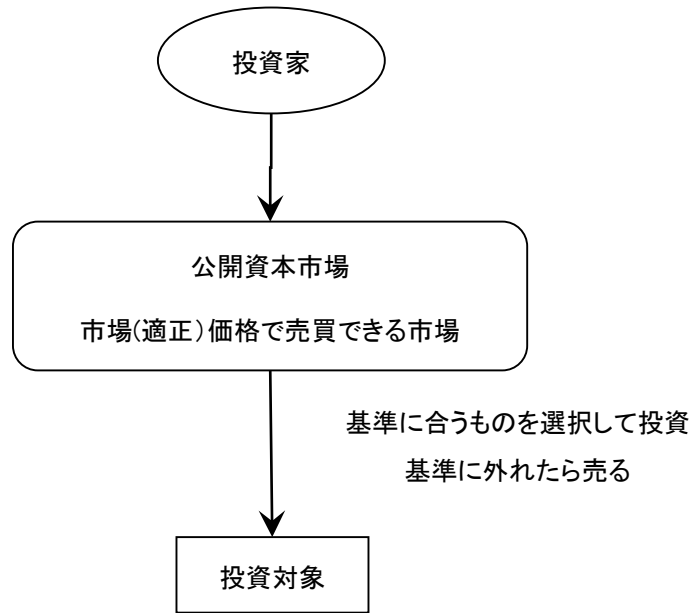 投資家
公開資本市場
市場(適正)価格で売買できる市場
基準に合うものを選択して投資
基準に外れたら売る
投資対象